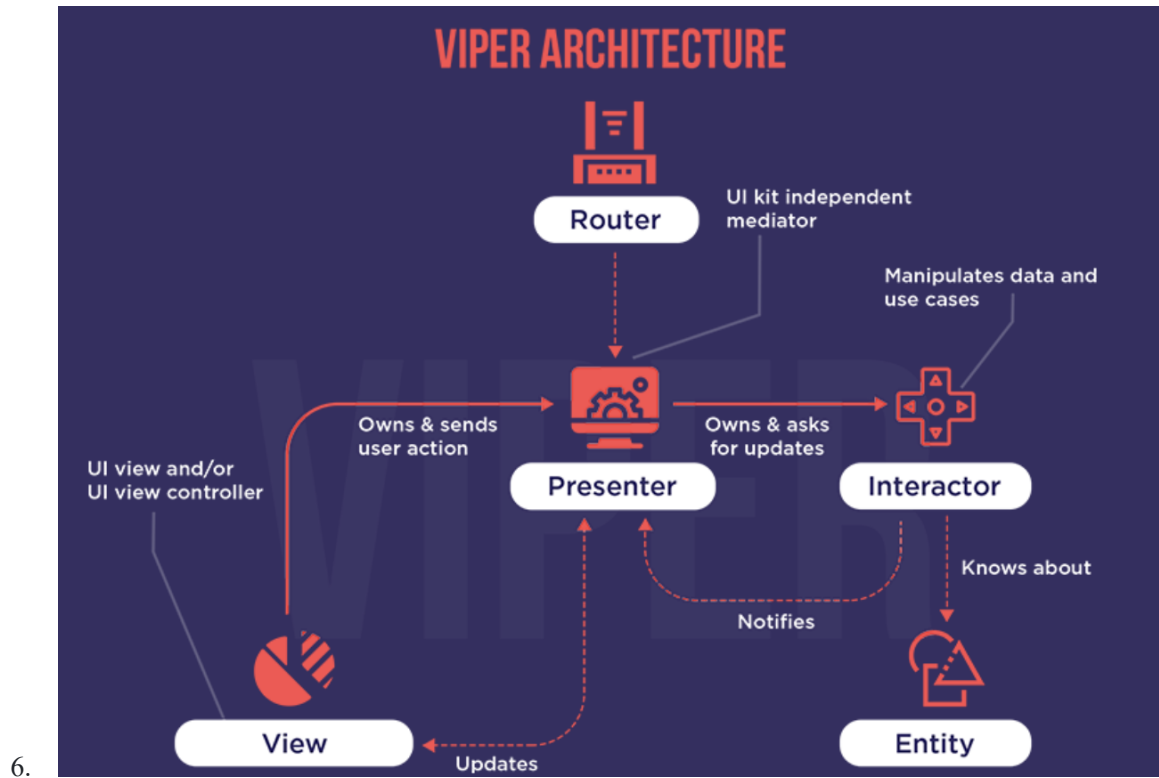 VIPER ARCHITECTURE
Router
UI kit independent
mediator
Manipulates data and
use cases
VIPER
Owns & sends
user action
Owns & asks
for updates
UI view and/or
UI view controller
Presenter
Interactor
Knows about
Notifies
View
Updates
Entity
6.